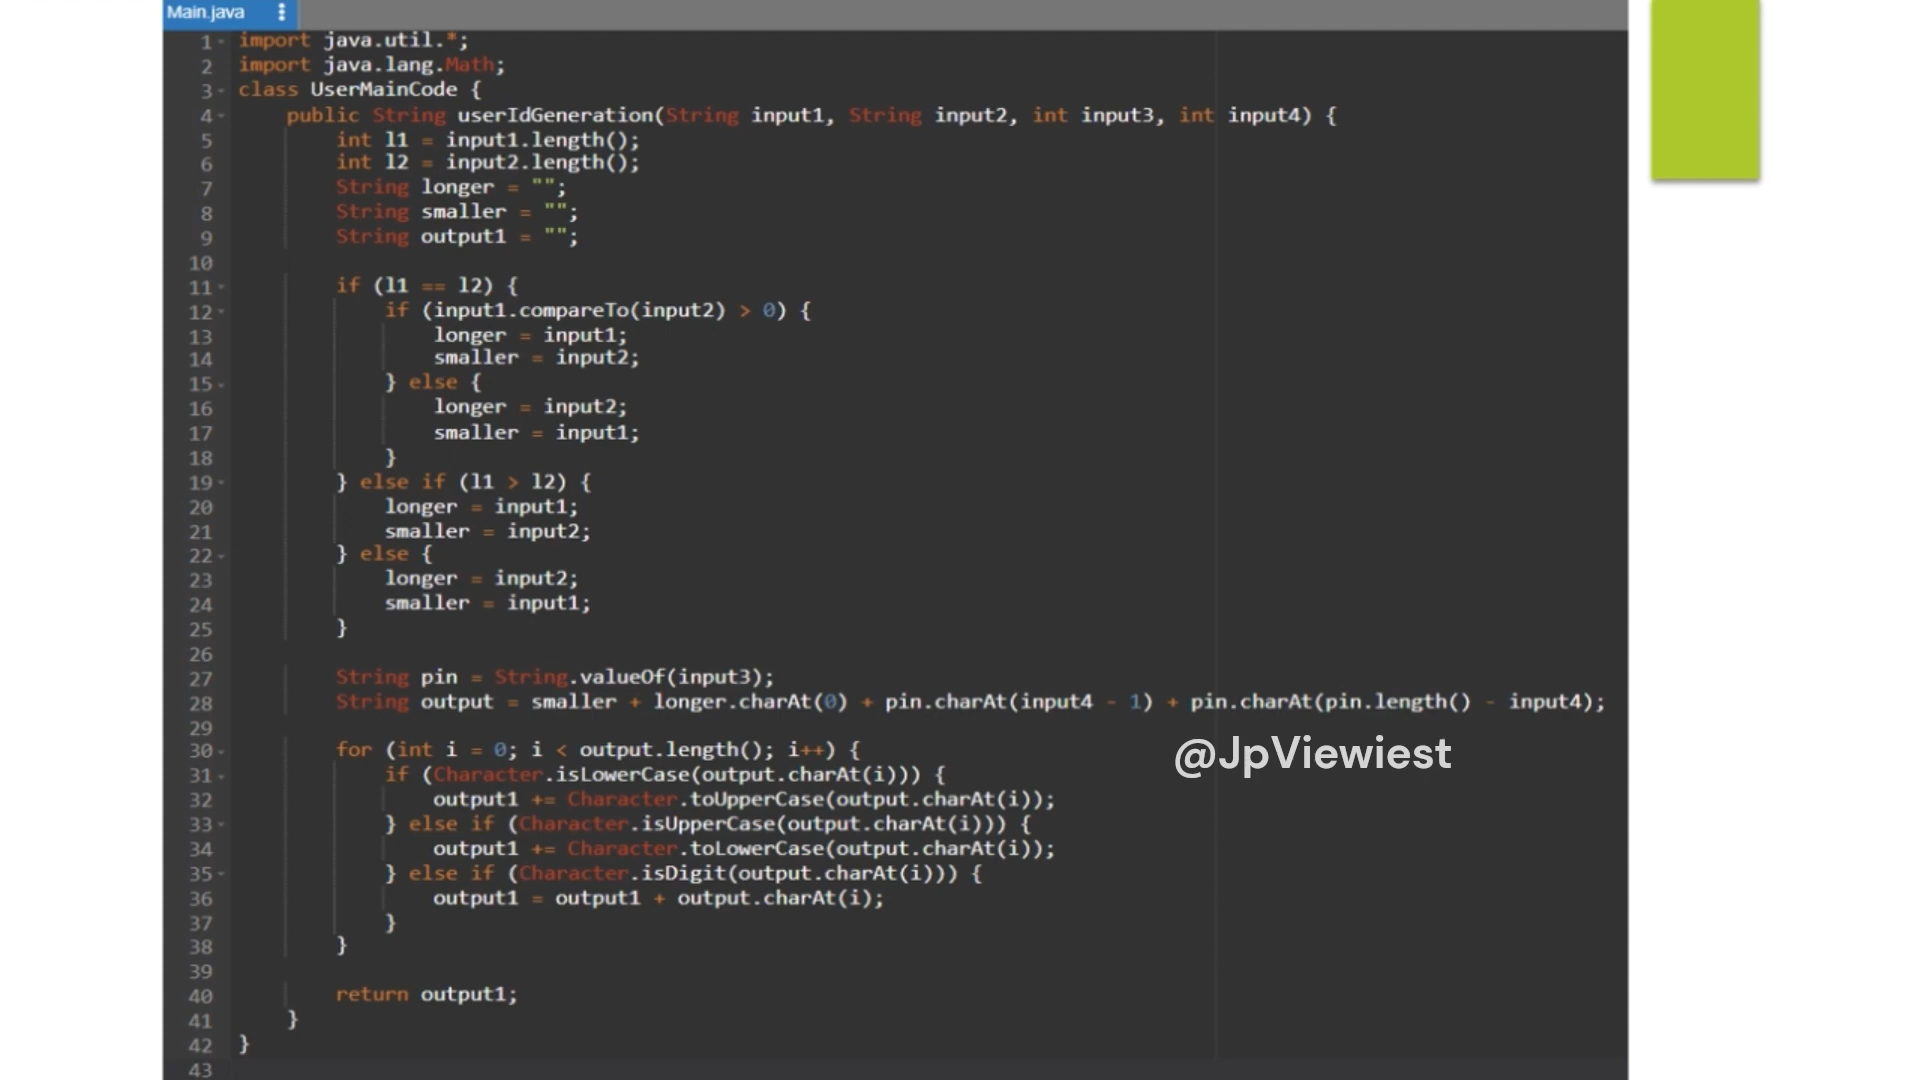 Main.java
1 import java.util.*;
2 import java.lang.Math;
3 class UserMainCode {
4 public String userIdGeneration(String input1, String input2, int input3, int input4) {
5 int l1 = input1.length();
6 int l2 = input2.length();
7 String longer = "";
8 String smaller = "";
9 String output1 = "";
10
11 if (l1 == l2) {
12 if (input1.compareTo(input2) > 0) {
13 longer = input1;
14 smaller = input2;
15 } else {
16 longer = input2;
17 smaller = input1;
18 }
19 } else if (l1 > l2) {
20 longer = input1;
21 smaller = input2;
22 } else {
23 longer = input2;
24 smaller = input1;
25 }
26
27 String pin = String.valueOf(input3);
28 String output = smaller + longer.charAt(0) + pin.charAt(input4 - 1) + pin.charAt(pin.length() - input4);
29
30 for (int i = 0; i < output.length(); i++) {
@JpViewiest
31 if (Character.isLowerCase(output.charAt(i))) {
32 output1 += Character.toUpperCase(output.charAt(i));
33 } else if (Character.isUpperCase(output.charAt(i))) {
34 output1 += Character.toLowerCase(output.charAt(i));
35 } else if (Character.isDigit(output.charAt(i))) {
36 output1 = output1 + output.charAt(i);
37 }
38 }
39
40 return output1;
41 }
42 }
43